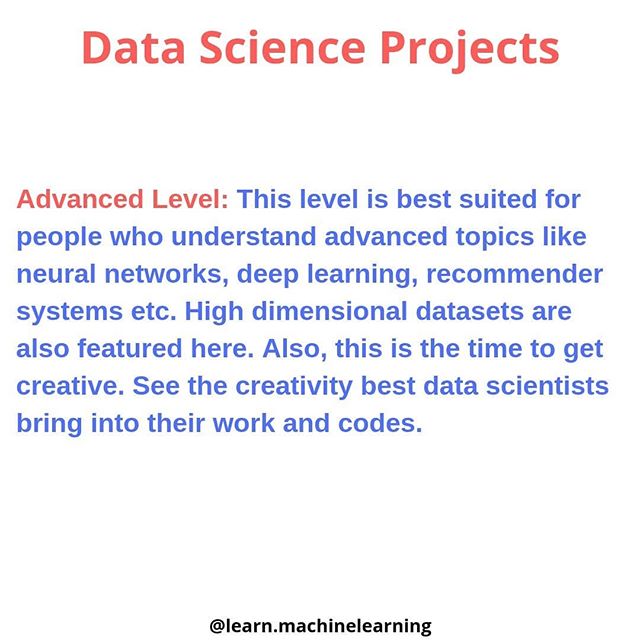 Data Science Projects
Advanced Level: This level is best suited for
people who understand advanced topics like
neural networks, deep learning, recommender
systems etc. High dimensional datasets are
also featured here. Also, this is the time to get
creative. See the creativity best data scientists
bring into their work and codes.
@learn.machinelearning